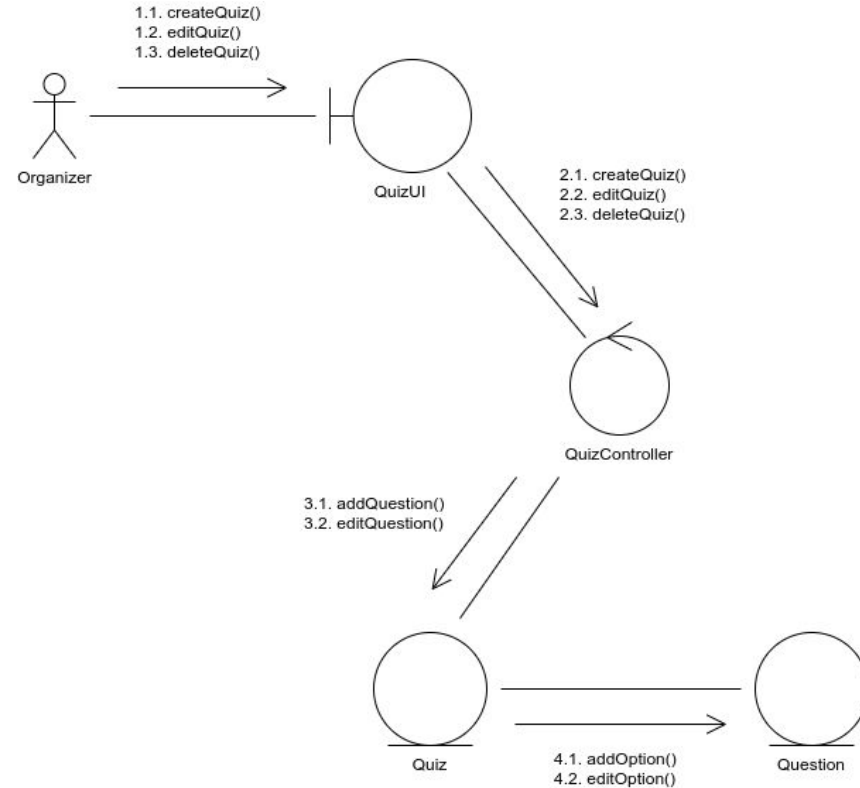 1.1. createQuiz()
1.2. editQuiz()
1.3. deleteQuiz()
Organizer
QuizUI
2.1. createQuiz()
2.2. editQuiz()
2.3. deleteQuiz()
QuizController
3.1. addQuestion()
3.2. editQuestion()
Quiz
4.1. addOption()
4.2. editOption()
Question